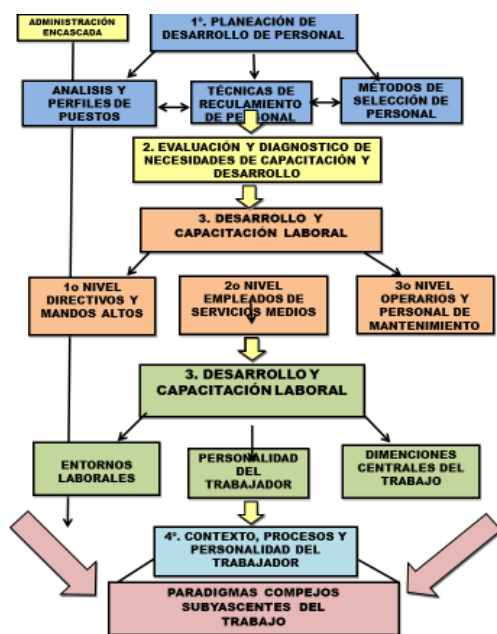 ADMINISTRACIÓN
ENCASCADA
1°. PLANEACIÓN DE
DESARROLLO DE PERSONAL
ANALISIS Y
PERFILES DE
PUESTOS
TÉCNICAS DE
RECULAMIENTO
DE PERSONAL
MÉTODOS DE
SELECCIÓN DE
PERSONAL
2. EVALUACIÓN Y DIAGNOSTICO DE
NECESIDADES DE CAPACITACIÓN Y
DESARROLLO
3. DESARROLLO Y
CAPACITACIÓN LABORAL
1o NIVEL
DIRECTIVOS Y
MANDOS ALTOS
2o NIVEL
EMPLEADOS DE
SERVICIOS MEDIOS
3o NIVEL
OPERARIOS Y
PERSONAL DE
MANTENIMIENTO
3. DESARROLLO Y
CAPACITACIÓN LABORAL
ENTORNOS
LABORALES
PERSONALIDAD
DEL
TRABAJADOR
DIMENCIONES
CENTRALES DEL
TRABAJO
4°. CONTEXTO, PROCESOS Y
PERSONALIDAD DEL
TRABAJADOR
PARADIGMAS COMPEJOS
SUBYASCENTES DEL
TRABAJO